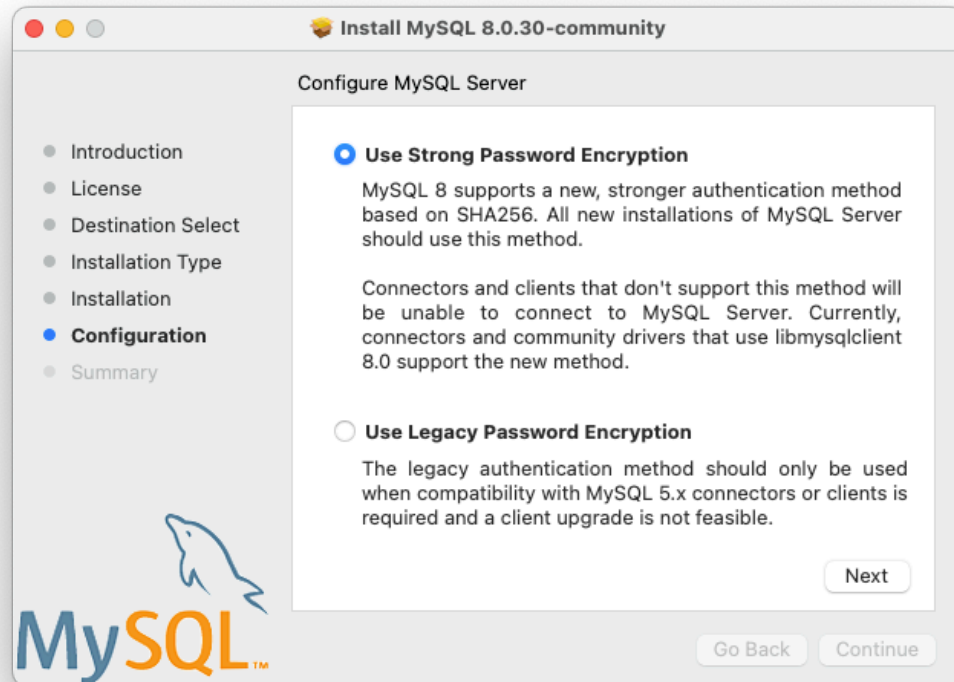 Install MySQL 8.0.30-community
Configure MySQL Server
Introduction
License
Destination Select
Installation Type
Installation
Configuration
Summary
Use Strong Password Encryption
MySQL 8 supports a new, stronger authentication method
based on SHA256. All new installations of MySQL Server
should use this method.
Connectors and clients that don't support this method will
be unable to connect to MySQL Server. Currently,
connectors and community drivers that use libmysqlclient
8.0 support the new method.
Use Legacy Password Encryption
The legacy authentication method should only be used
when compatibility with MySQL 5.x connectors or clients is
required and a client upgrade is not feasible.
Next
MySQL™
Go Back
Continue